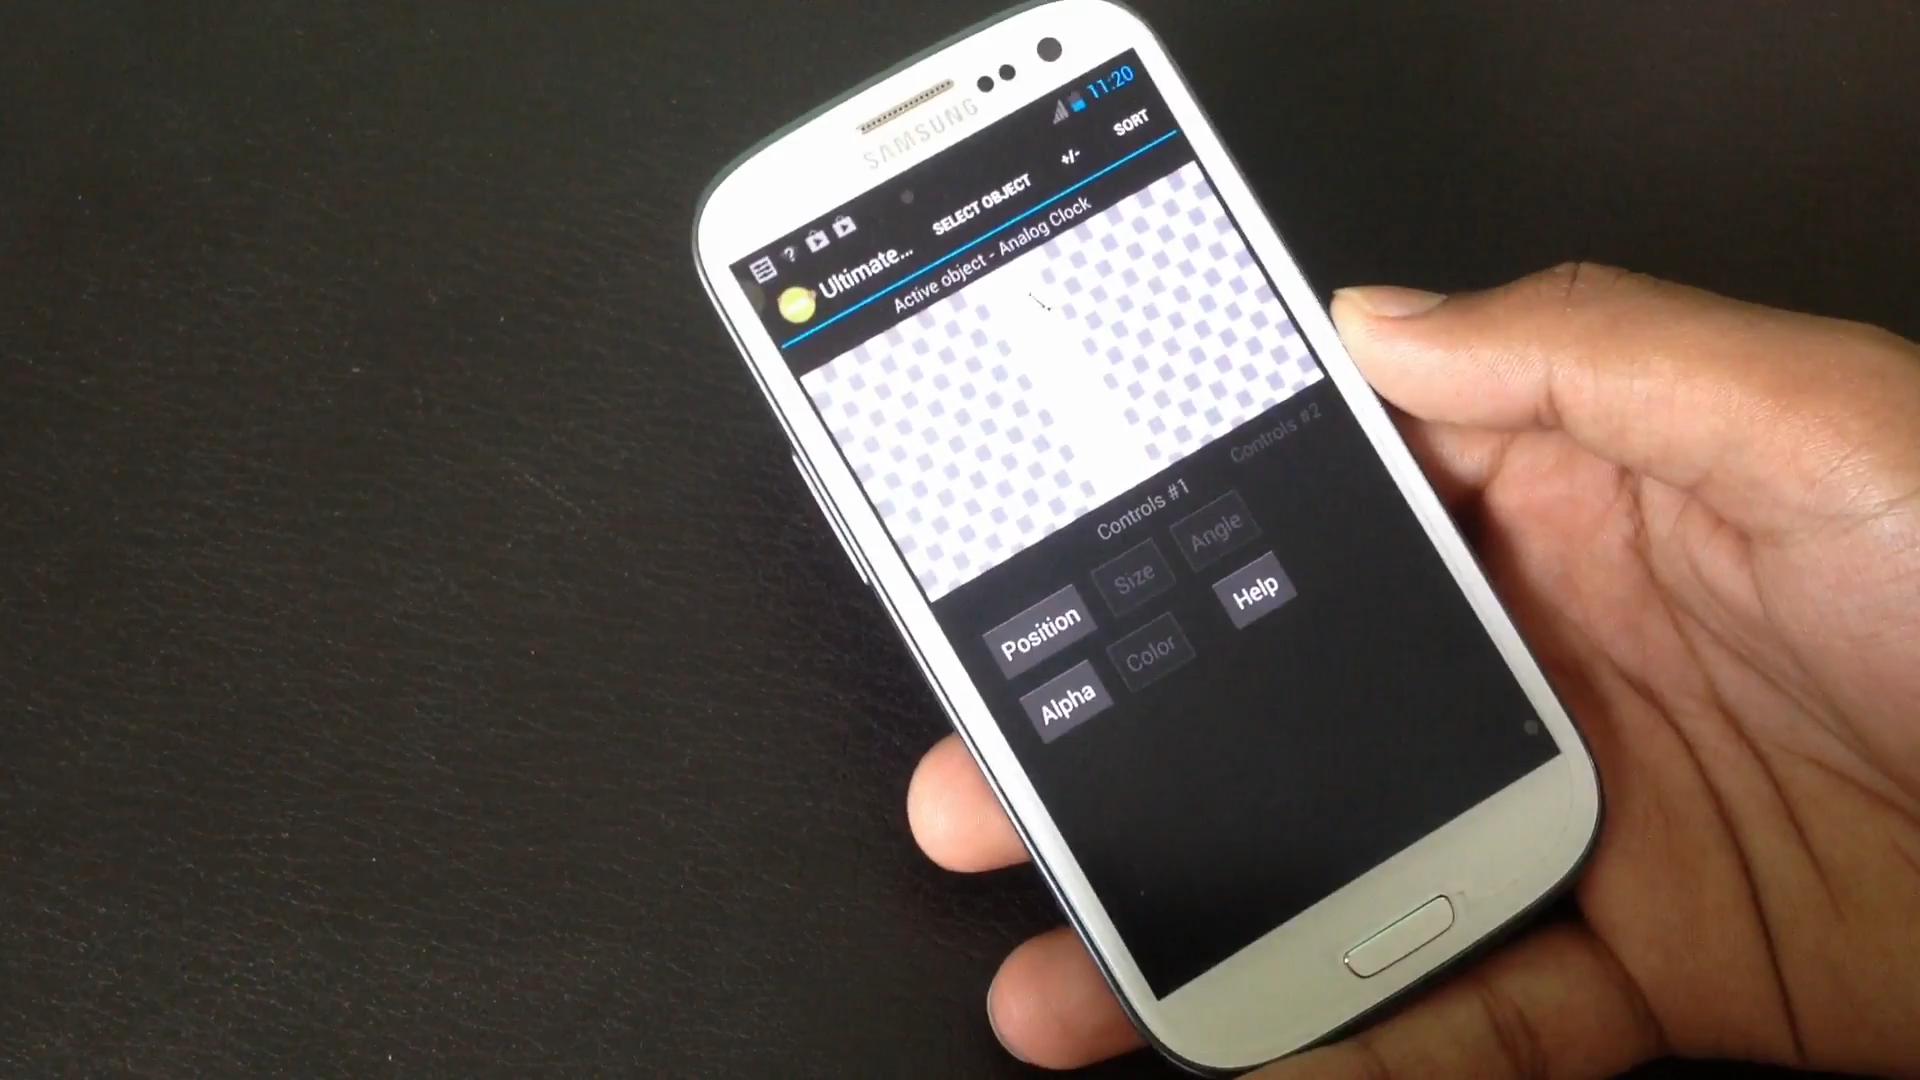 SAMSUNG
11:20
?
Ultimate...
SELECT OBJECT
+/-
SORT
Active object - Analog Clock
Controls #1
Controls #2
Position
Size
Angle
Alpha
Color
Help